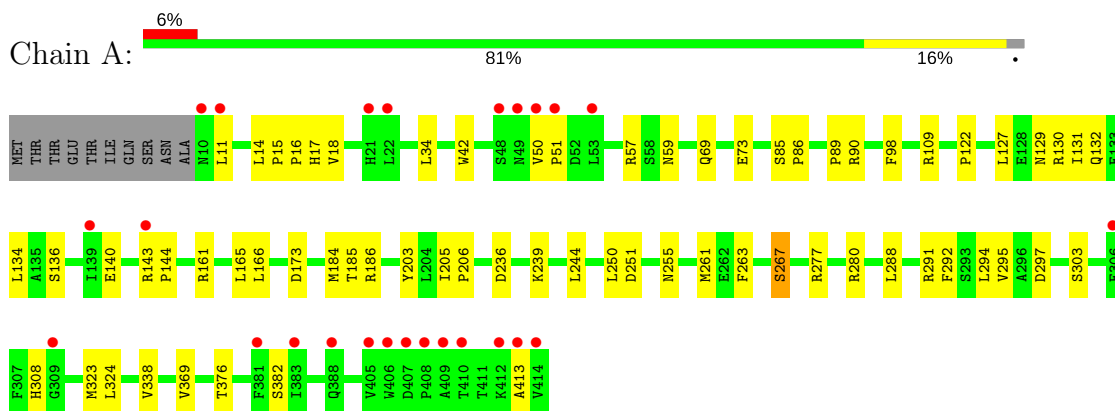 6%
Chain A:
81% 16% •
MET THR THR GLU THR ILE GLN SER ASN ALA N10 L11 L14 P15 P16 H17 V18 H21 L22 L34 W42 S48 N49 V50 P51 D52 L53 R57 S58 N59 Q69 E73 S85 P86 P89 R90 F98 R109 P122 L127 E128 N129 R130 I131 Q132 E133
L134 A135 S136 I139 E140 R143 P144 R161 L165 L166 D173 M184 T185 R186 Y203 L204 I205 P206 D236 K239 L244 L250 D251 N255 M261 E262 F263 S267 R277 R280 L288 R291 F292 S293 L294 V295 A296 D297 S303 E306
F307 H308 G309 M323 L324 V338 V369 T376 F381 S382 I383 Q388 V405 W406 D407 P408 A409 T410 T411 K412 A413 V414